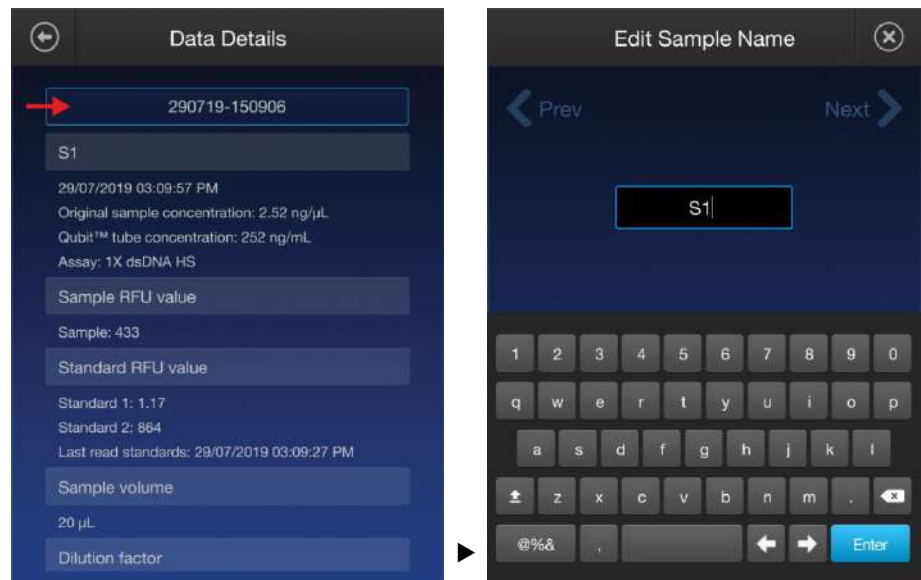 Data Details
290719-150906
S1
29/07/2019 03:09:57 PM
Original sample concentration: 2.52 ng/µL
Qubit™ tube concentration: 252 ng/mL
Assay: 1X dsDNA HS
Sample RFU value
Sample: 433
Standard RFU value
Standard 1: 1.17
Standard 2: 864
Last read standards: 29/07/2019 03:09:27 PM
Sample volume
20 µL
Dilution factor
Edit Sample Name
Prev Next
S1
1 2 3 4 5 6 7 8 9 0
q w e r t y u i o p
a s d f g h j k l
z x c v b n m .
@%& , Enter